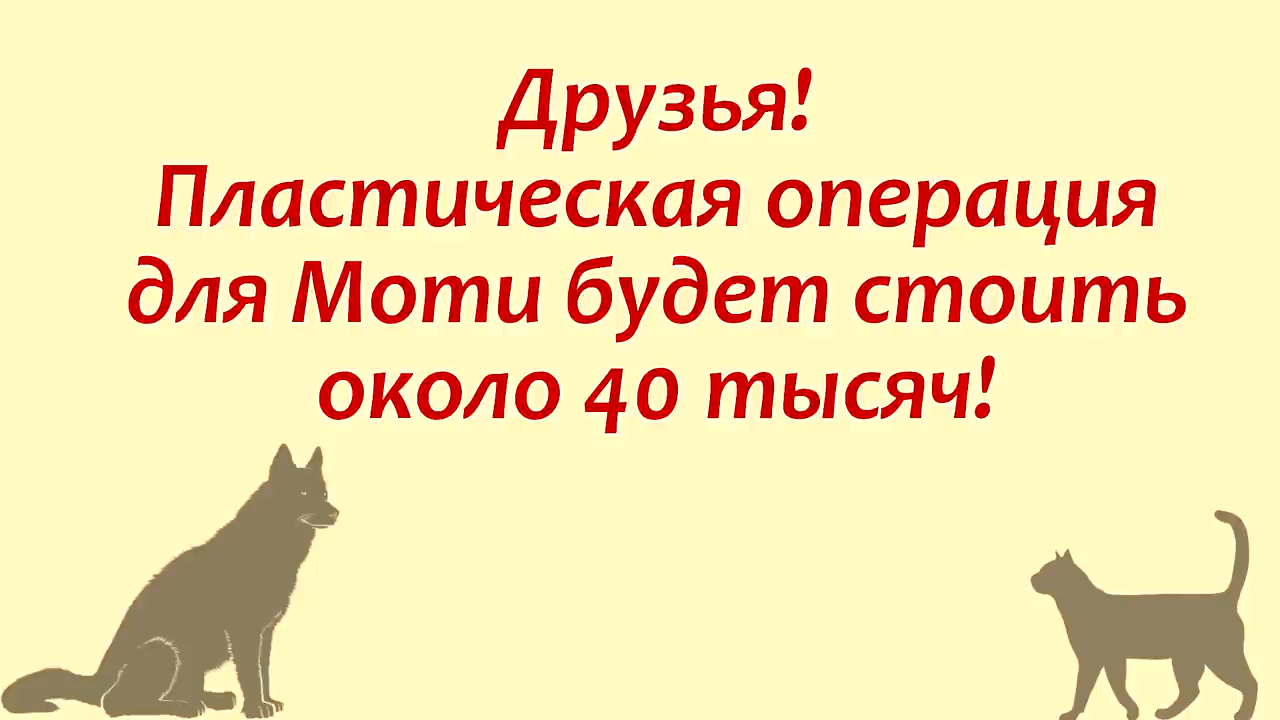 Друзья!
Пластическая операция
для Моти будет стоить
около 40 тысяч!